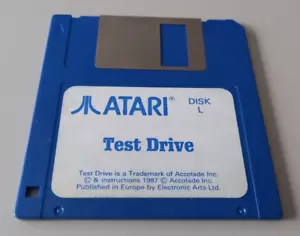 ATARI® DISK
L
Test Drive
Test Drive is a Trademark of Accolade Inc.
© & instructions 1987 © Accolade Inc.
Published in Europe by Electronic Arts Ltd.